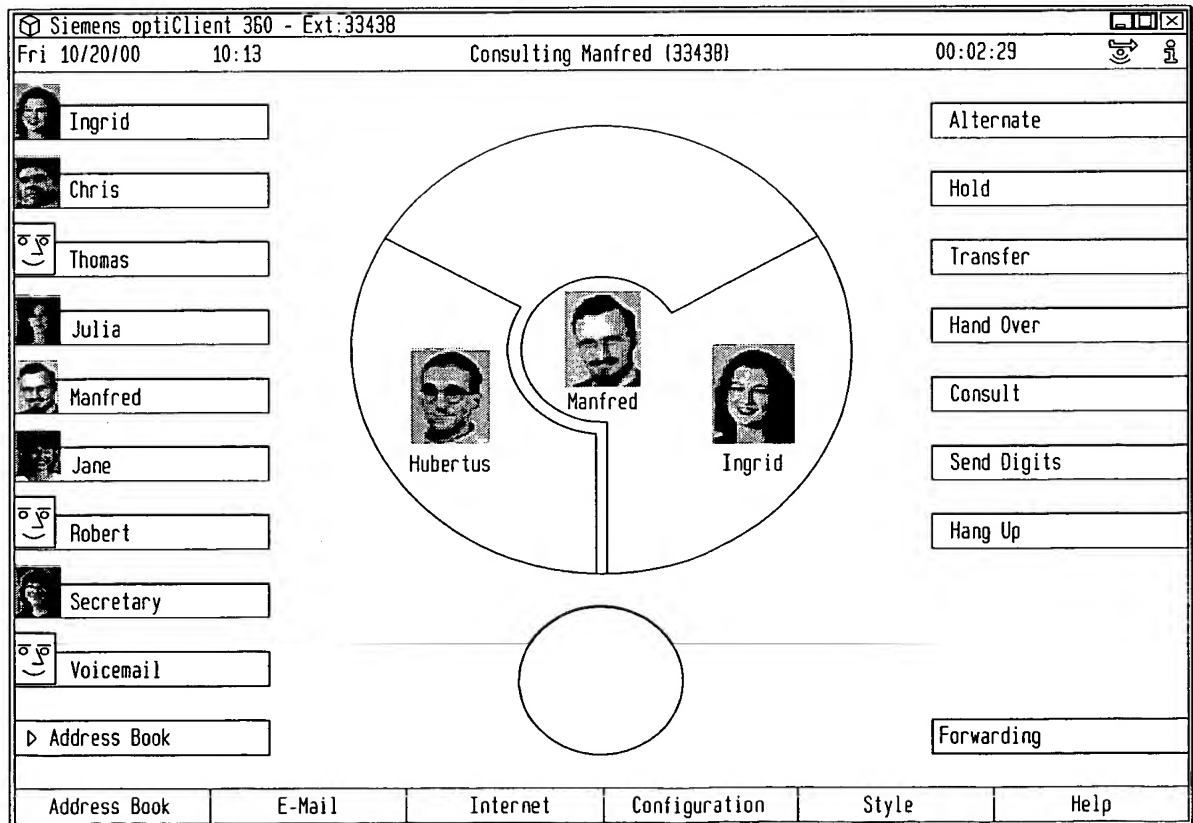 Siemens optiClient 360 - Ext:33438
Fri 10/20/00 10:13 Consulting Manfred (33438) 00:02:29
Ingrid
Chris
Thomas
Julia
Manfred
Jane
Robert
Secretary
Voicemail
Address Book
Manfred
Hubertus
Ingrid
Alternate
Hold
Transfer
Hand Over
Consult
Send Digits
Hang Up
Forwarding
Address Book E-Mail Internet Configuration Style Help